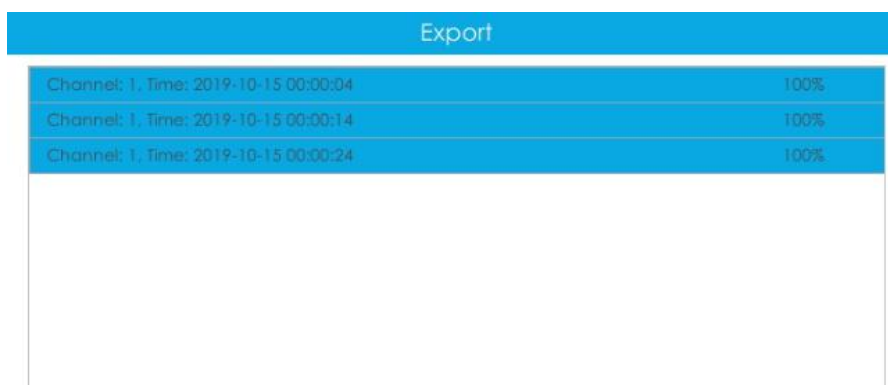 Export
Channel: 1, Time: 2019-10-15 00:00:04 100%
Channel: 1, Time: 2019-10-15 00:00:14 100%
Channel: 1, Time: 2019-10-15 00:00:24 100%